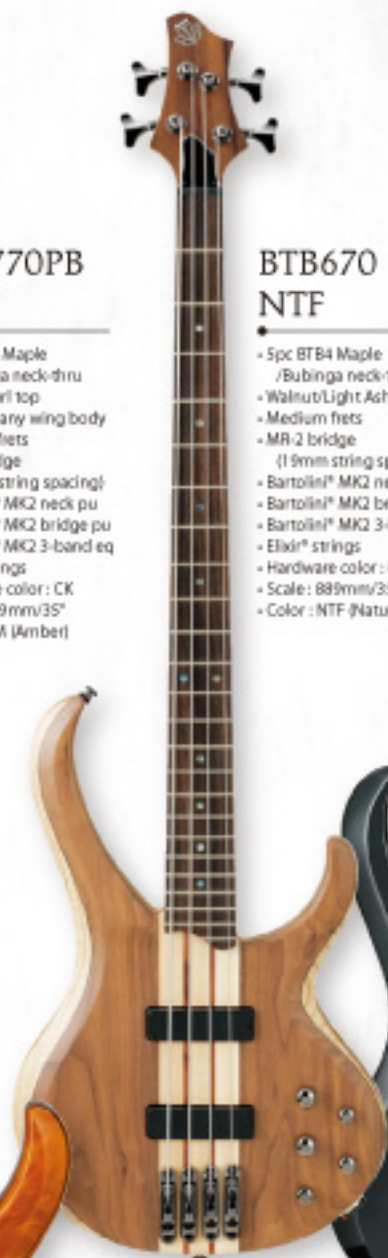 770PB
Maple
a neck-thru
rl top
any wing body
frets
dge
string spacing)
MK2 neck pu
MK2 bridge pu
MK2 3-band eq
ngs
e color : CK
9mm/35"
M (Amber)
BTB670
NTF
• 5pc BTB4 Maple
/Bubinga neck-t
• Walnut/Light Ash
• Medium frets
• MR-2 bridge
(19mm string sp
• Bartolini® MK2 ne
• Bartolini® MK2 br
• Bartolini® MK2 3-
• Elixir® strings
• Hardware color :
• Scale : 889mm/35
• Color : NTF (Natu